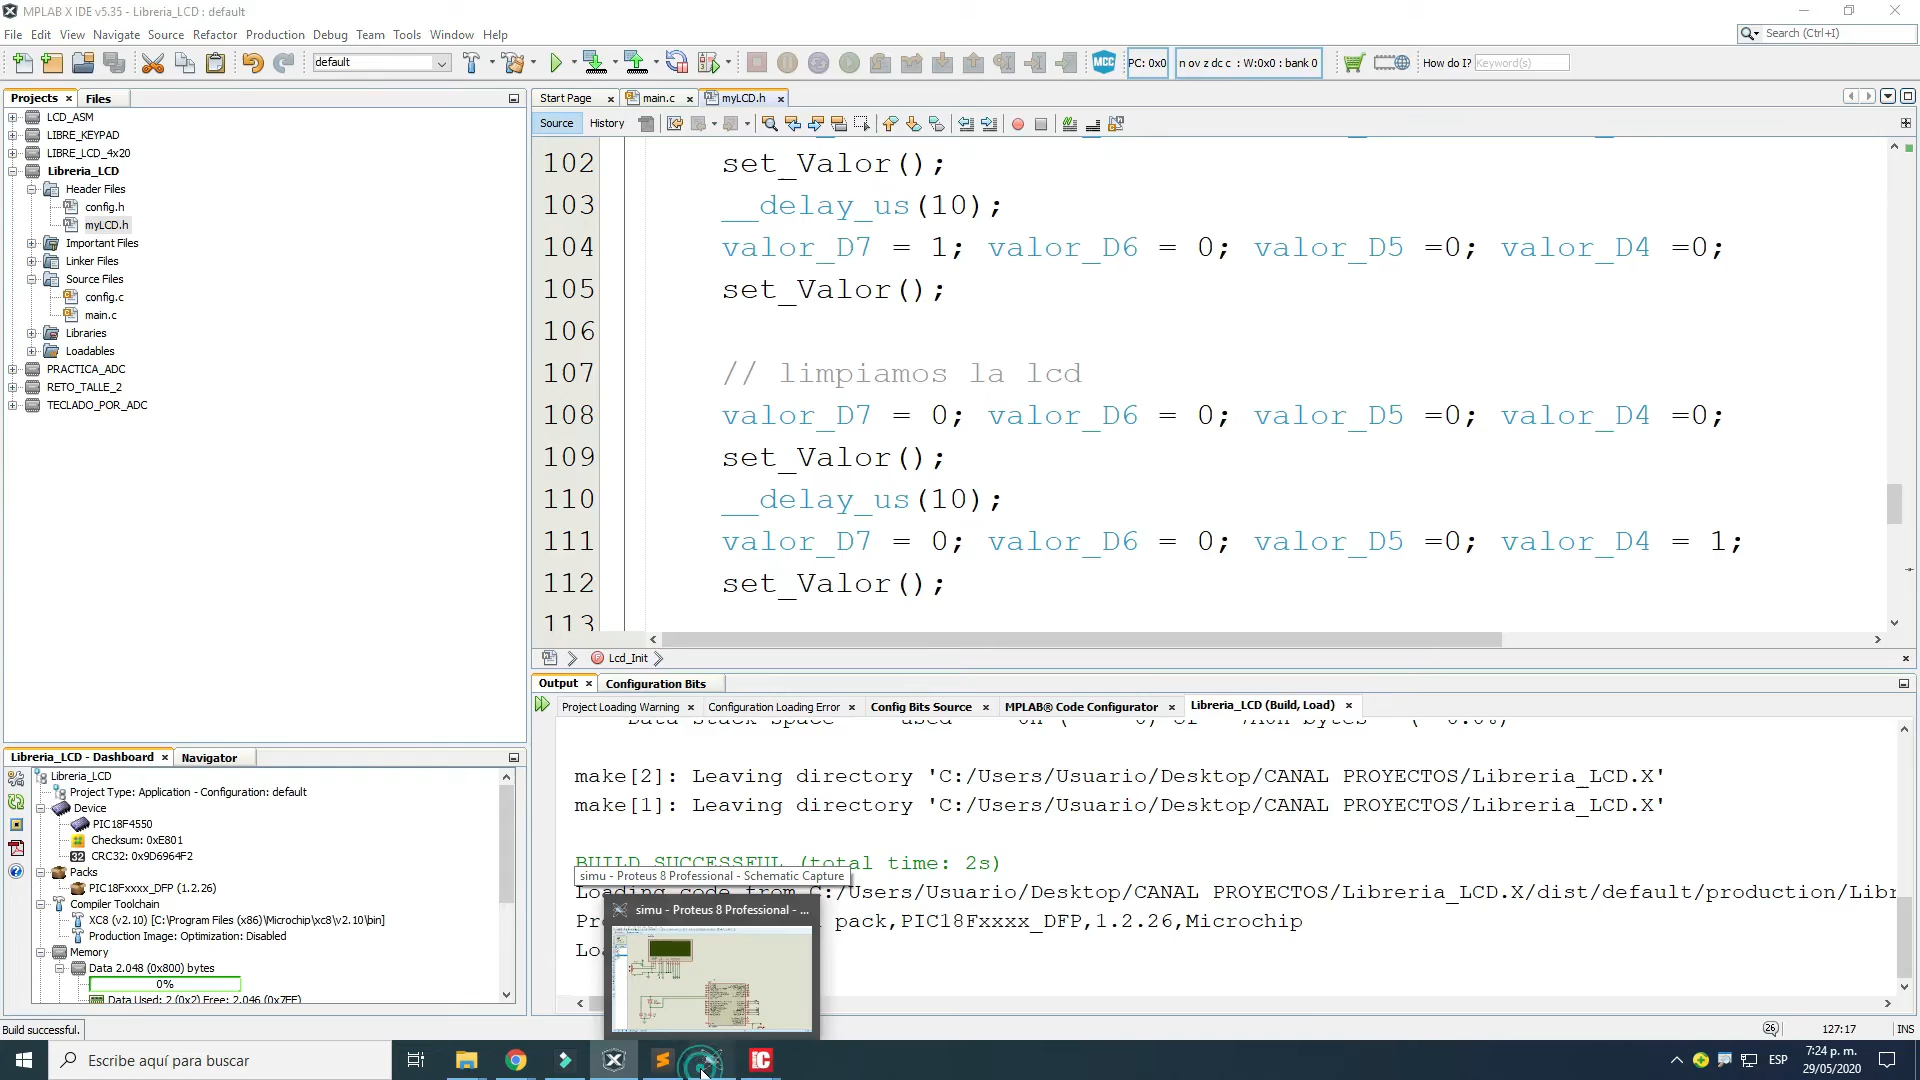 MPLAB X IDE v5.35 - Libreria_LCD : default
File Edit View Navigate Source Refactor Production Debug Team Tools Window Help
Search (Ctrl+I)
default
MCC
PC: 0x0
n ov z dc c : W:0x0 : bank 0
How do I? Keyword(s)
Projects Files
LCD_ASM
LIBRE_KEYPAD
LIBRE_LCD_4x20
Libreria_LCD
Header Files
config.h
myLCD.h
Important Files
Linker Files
Source Files
config.c
main.c
Libraries
Loadables
PRACTICA_ADC
RETO_TALLE_2
TECLADO_POR_ADC
Start Page main.c myLCD.h
Source History
102 set_Valor();
103 __delay_us(10);
104 valor_D7 = 1; valor_D6 = 0; valor_D5 =0; valor_D4 =0;
105 set_Valor();
106
107 // limpiamos la lcd
108 valor_D7 = 0; valor_D6 = 0; valor_D5 =0; valor_D4 =0;
109 set_Valor();
110 __delay_us(10);
111 valor_D7 = 0; valor_D6 = 0; valor_D5 =0; valor_D4 = 1;
112 set_Valor();
113
Lcd_Init
Output Configuration Bits
Project Loading Warning Configuration Loading Error Config Bits Source MPLAB® Code Configurator Libreria_LCD (Build, Load)
make[2]: Leaving directory 'C:/Users/Usuario/Desktop/CANAL PROYECTOS/Libreria_LCD.X'
make[1]: Leaving directory 'C:/Users/Usuario/Desktop/CANAL PROYECTOS/Libreria_LCD.X'
BUILD SUCCESSFUL (total time: 2s)
Loading code from C:/Users/Usuario/Desktop/CANAL PROYECTOS/Libreria_LCD.X/dist/default/production/Libr
pack,PIC18Fxxxx_DFP,1.2.26,Microchip
simu - Proteus 8 Professional - Schematic Capture
simu - Proteus 8 Professional - ...
Libreria_LCD - Dashboard Navigator
Libreria_LCD
Project Type: Application - Configuration: default
Device
PIC18F4550
Checksum: 0xE801
CRC32: 0x9D6964F2
Packs
PIC18Fxxxx_DFP (1.2.26)
Compiler Toolchain
XC8 (v2.10) [C:\Program Files (x86)\Microchip\xc8\v2.10\bin]
Production Image: Optimization: Disabled
Memory
Data 2.048 (0x800) bytes
0%
Data Used: 2 (0x2) Free: 2.046 (0x7FE)
Build successful.
26
127:17
INS
Escribe aquí para buscar
ESP
7:24 p. m.
29/05/2020